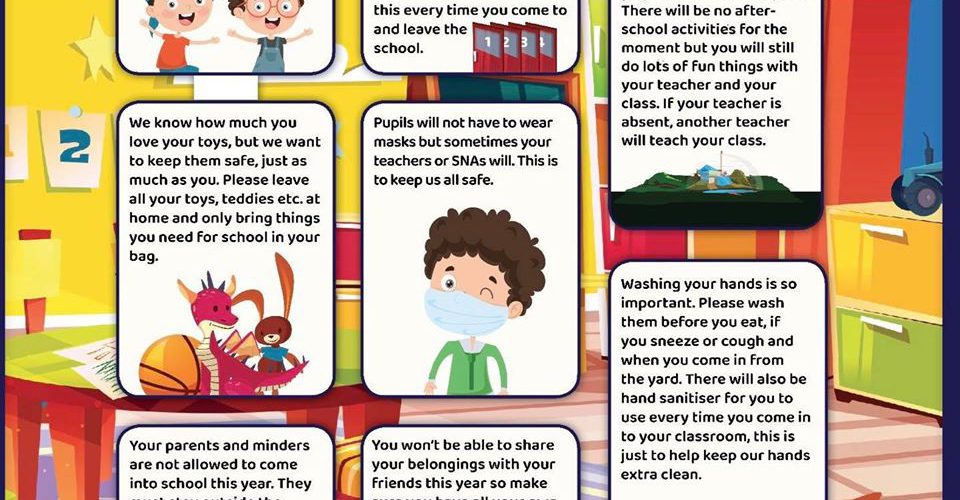 this every time you come to
and leave the
school.
1 2 3 4
There will be no after-
school activities for the
moment but you will still
do lots of fun things with
your teacher and your
class. If your teacher is
absent, another teacher
will teach your class.
2
We know how much you
love your toys, but we want
to keep them safe, just as
much as you. Please leave
all your toys, teddies etc. at
home and only bring things
you need for school in your
bag.
Pupils will not have to wear
masks but sometimes your
teachers or SNAs will. This is
to keep us all safe.
Washing your hands is so
important. Please wash
them before you eat, if
you sneeze or cough and
when you come in from
the yard. There will also be
hand sanitiser for you to
use every time you come in
to your classroom, this is
just to help keep our hands
extra clean.
Your parents and minders
are not allowed to come
into school this year. They
must stay outside the
You won't be able to share
your belongings with your
friends this year so make
sure you have all your own